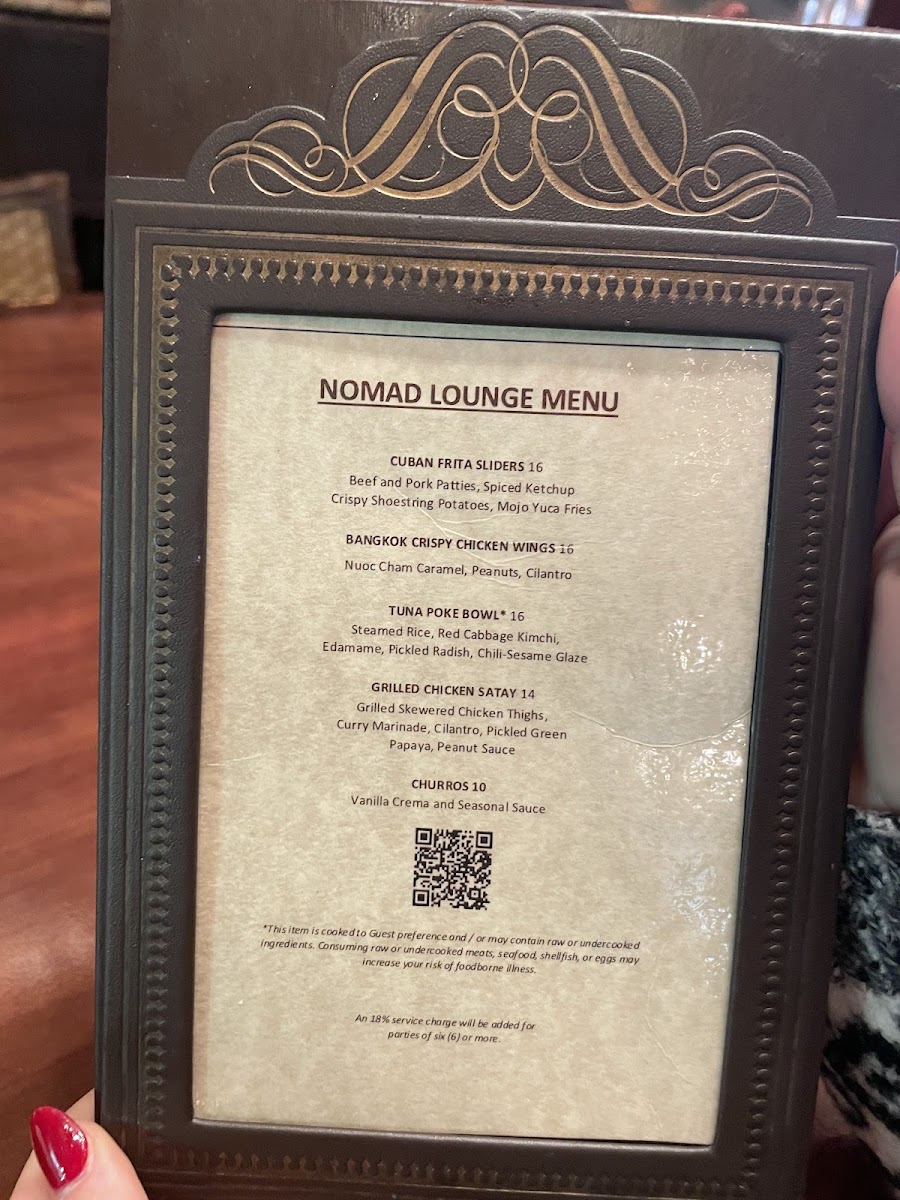 NOMAD LOUNGE MENU
CUBAN FRITA SLIDERS 16
Beef and Pork Patties, Spiced Ketchup
Crispy Shoestring Potatoes, Mojo Yuca Fries
BANGKOK CRISPY CHICKEN WINGS 16
Nuoc Cham Caramel, Peanuts, Cilantro
TUNA POKE BOWL* 16
Steamed Rice, Red Cabbage Kimchi,
Edamame, Pickled Radish, Chili-Sesame Glaze
GRILLED CHICKEN SATAY 14
Grilled Skewered Chicken Thighs,
Curry Marinade, Cilantro, Pickled Green
Papaya, Peanut Sauce
CHURROS 10
Vanilla Crema and Seasonal Sauce
*This item is cooked to Guest preference and / or may contain raw or undercooked
ingredients. Consuming raw or undercooked meats, seafood, shellfish, or eggs may
increase your risk of foodborne illness.
An 18% service charge will be added for
parties of six (6) or more.